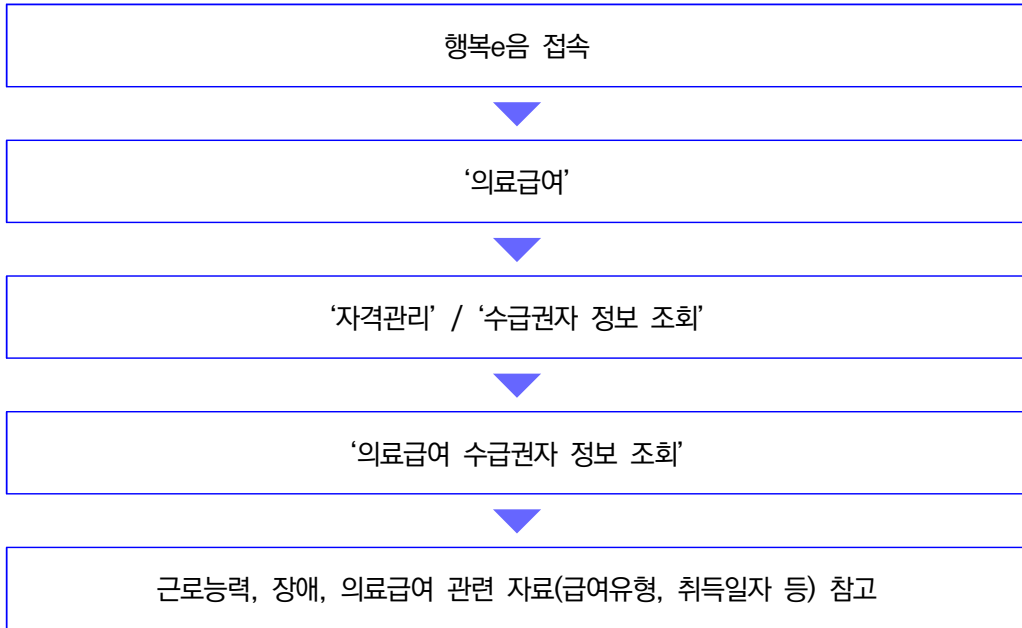 행복e음 접속
‘의료급여’
‘자격관리’ / ‘수급권자 정보 조회’
‘의료급여 수급권자 정보 조회’
근로능력, 장애, 의료급여 관련 자료(급여유형, 취득일자 등) 참고